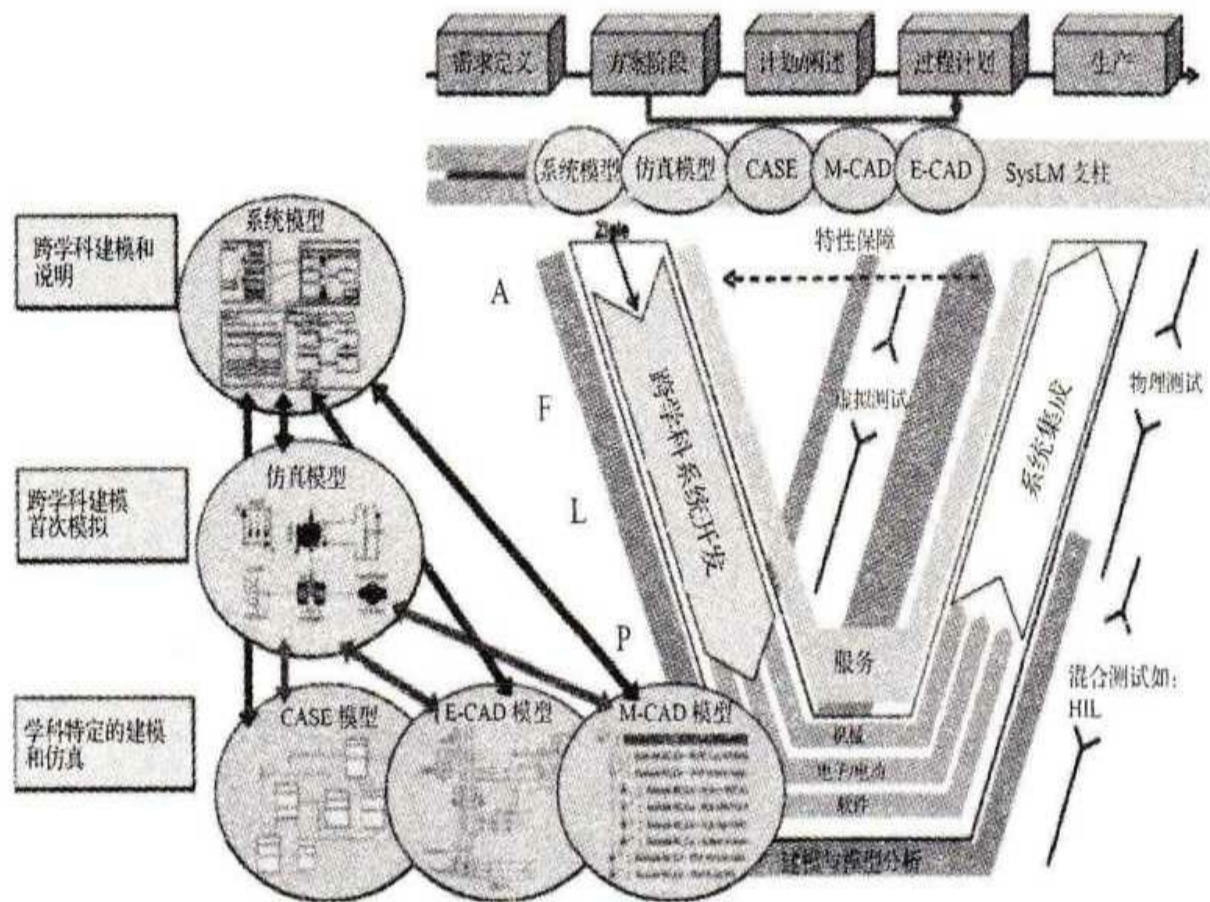 需求定义
方案阶段
计划/阐述
过程计划
生产
系统模型
仿真模型
CASE
M-CAD
E-CAD
SysLM 支柱
跨学科建模和
说明
系统模型
特性保障
A
F
L
P
跨学科系统开发
虚拟测试
系统集成
物理测试
跨学科建模
首次模拟
仿真模型
服务
混合测试如:
HIL
学科特定的建模
和仿真
CASE 模型
E-CAD 模型
M-CAD 模型
机械
电子/电动
软件
建模与模型分析